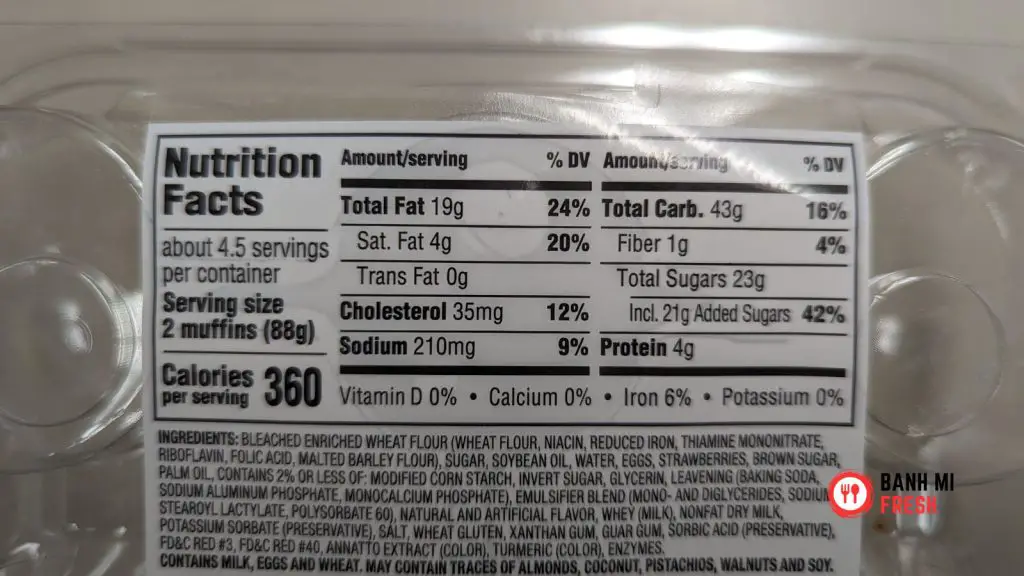 Nutrition
Facts
about 4.5 servings
per container
Serving size
2 muffins (88g)
Calories
per serving 360
Amount/serving % DV
Total Fat 19g 24%
Sat. Fat 4g 20%
Trans Fat 0g
Cholesterol 35mg 12%
Sodium 210mg 9%
Amount/serving % DV
Total Carb. 43g 16%
Fiber 1g 4%
Total Sugars 23g
Incl. 21g Added Sugars 42%
Protein 4g
Vitamin D 0% • Calcium 0% • Iron 6% • Potassium 0%
INGREDIENTS: BLEACHED ENRICHED WHEAT FLOUR (WHEAT FLOUR, NIACIN, REDUCED IRON, THIAMINE MONONITRATE,
RIBOFLAVIN, FOLIC ACID, MALTED BARLEY FLOUR), SUGAR, SOYBEAN OIL, WATER, EGGS, STRAWBERRIES, BROWN SUGAR,
PALM OIL, CONTAINS 2% OR LESS OF: MODIFIED CORN STARCH, INVERT SUGAR, GLYCERIN, LEAVENING (BAKING SODA,
SODIUM ALUMINUM PHOSPHATE, MONOCALCIUM PHOSPHATE), EMULSIFIER BLEND (MONO- AND DIGLYCERIDES, SODIUM
STEAROYL LACTYLATE, POLYSORBATE 60), NATURAL AND ARTIFICIAL FLAVOR, WHEY (MILK), NONFAT DRY MILK,
POTASSIUM SORBATE (PRESERVATIVE), SALT, WHEAT GLUTEN, XANTHAN GUM, GUAR GUM, SORBIC ACID (PRESERVATIVE),
FD&C RED #3, FD&C RED #40, ANNATTO EXTRACT (COLOR), TURMERIC (COLOR), ENZYMES.
CONTAINS MILK, EGGS AND WHEAT. MAY CONTAIN TRACES OF ALMONDS, COCONUT, PISTACHIOS, WALNUTS AND SOY.
BANH MI
FRESH